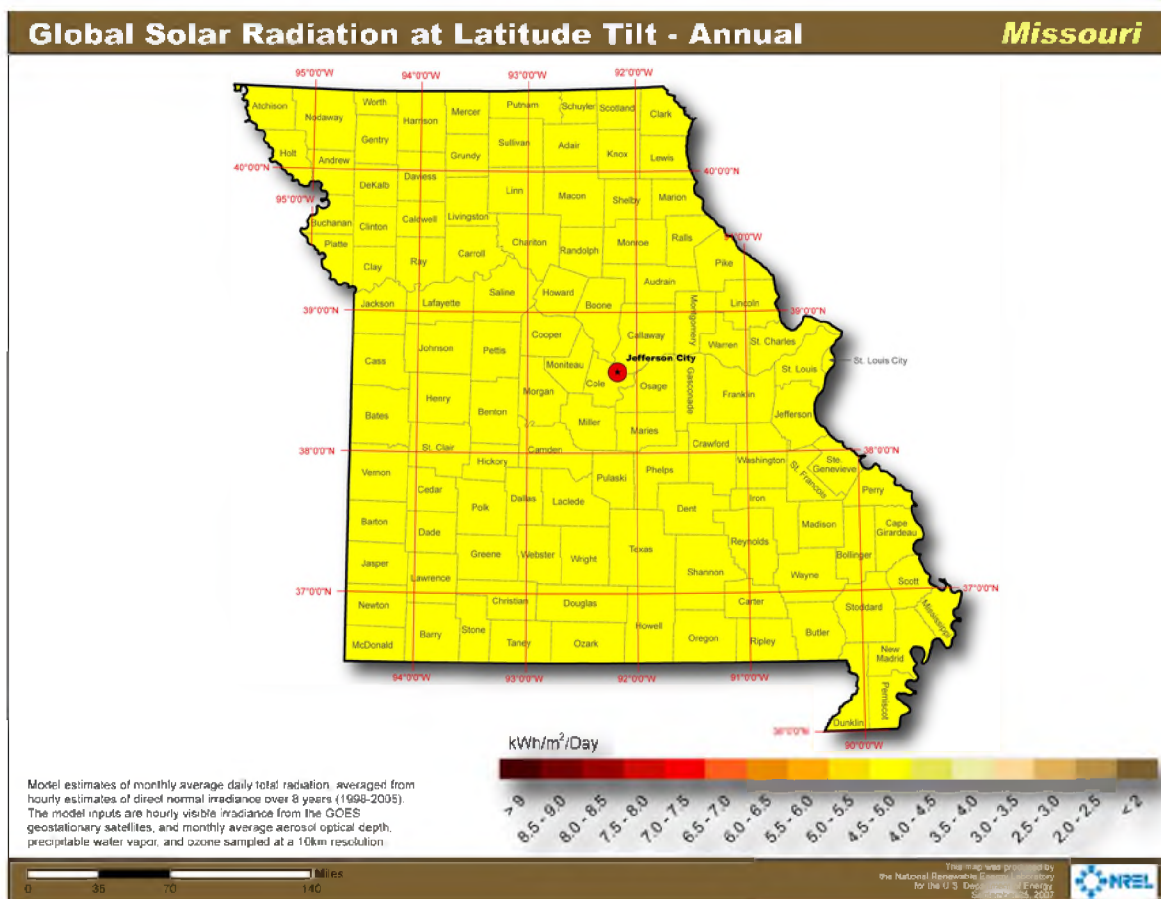 Global Solar Radiation at Latitude Tilt - Annual
Missouri
95°0'0"W 94°0'0"W 93°0'0"W 92°0'0"W
Atchison Nodaway Worth Harrison Mercer Putnam Schuyler Scotland Clark
Gentry Sullivan Adair
Holt Andrew Grundy Knox Lewis
40°0'0"N 40°0'0"N
DeKalb Daviess Linn Macon Shelby Marion
95°0'0"W
Buchanan Clinton Caldwell Livingston
Platte Chariton Randolph Monroe Ralls 91°0'0"W
Clay Ray Carroll Pike
Audrain
Jackson Lafayette Saline Howard Boone Montgomery Lincoln
39°0'0"N 39°0'0"N
Cass Johnson Pettis Cooper Callaway Warren St. Charles
Jefferson City
St. Louis City
Moniteau Cole Osage Gasconade Franklin St. Louis
Bates Henry Benton Morgan Miller Jefferson
Maries
St. Clair Camden Crawford
38°0'0"N 38°0'0"N
Vernon Hickory Pulaski Phelps Washington St. Francois Ste. Genevieve
Perry
Cedar Polk Dallas Laclede Dent Iron
Barton Dade Madison Cape Girardeau
Greene Webster Wright Texas Reynolds Bollinger
Jasper Lawrence Shannon Wayne Scott
37°0'0"N 37°0'0"N
Newton Christian Douglas Carter Stoddard Mississippi
Howell
McDonald Barry Stone Taney Ozark Oregon Ripley Butler
New Madrid
94°0'0"W 93°0'0"W 92°0'0"W 91°0'0"W
Pemiscot
Dunklin
36°0'0"N
90°0'0"W
kWh/m²/Day
> 9 8.5 - 9.0 8.0 - 8.5 7.5 - 8.0 7.0 - 7.5 6.5 - 7.0 6.0 - 6.5 5.5 - 6.0 5.0 - 5.5 4.5 - 5.0 4.0 - 4.5 3.5 - 4.0 3.0 - 3.5 2.5 - 3.0 2.0 - 2.5 < 2
Model estimates of monthly average daily total radiation, averaged from
hourly estimates of direct normal irradiance over 8 years (1998-2005).
The model inputs are hourly visible irradiance from the GOES
geostationary satellites, and monthly average aerosol optical depth,
precipitable water vapor, and ozone sampled at a 10km resolution.
Miles
0 35 70 140
This map was produced by
the National Renewable Energy Laboratory
for the U.S. Department of Energy.
2007
NREL